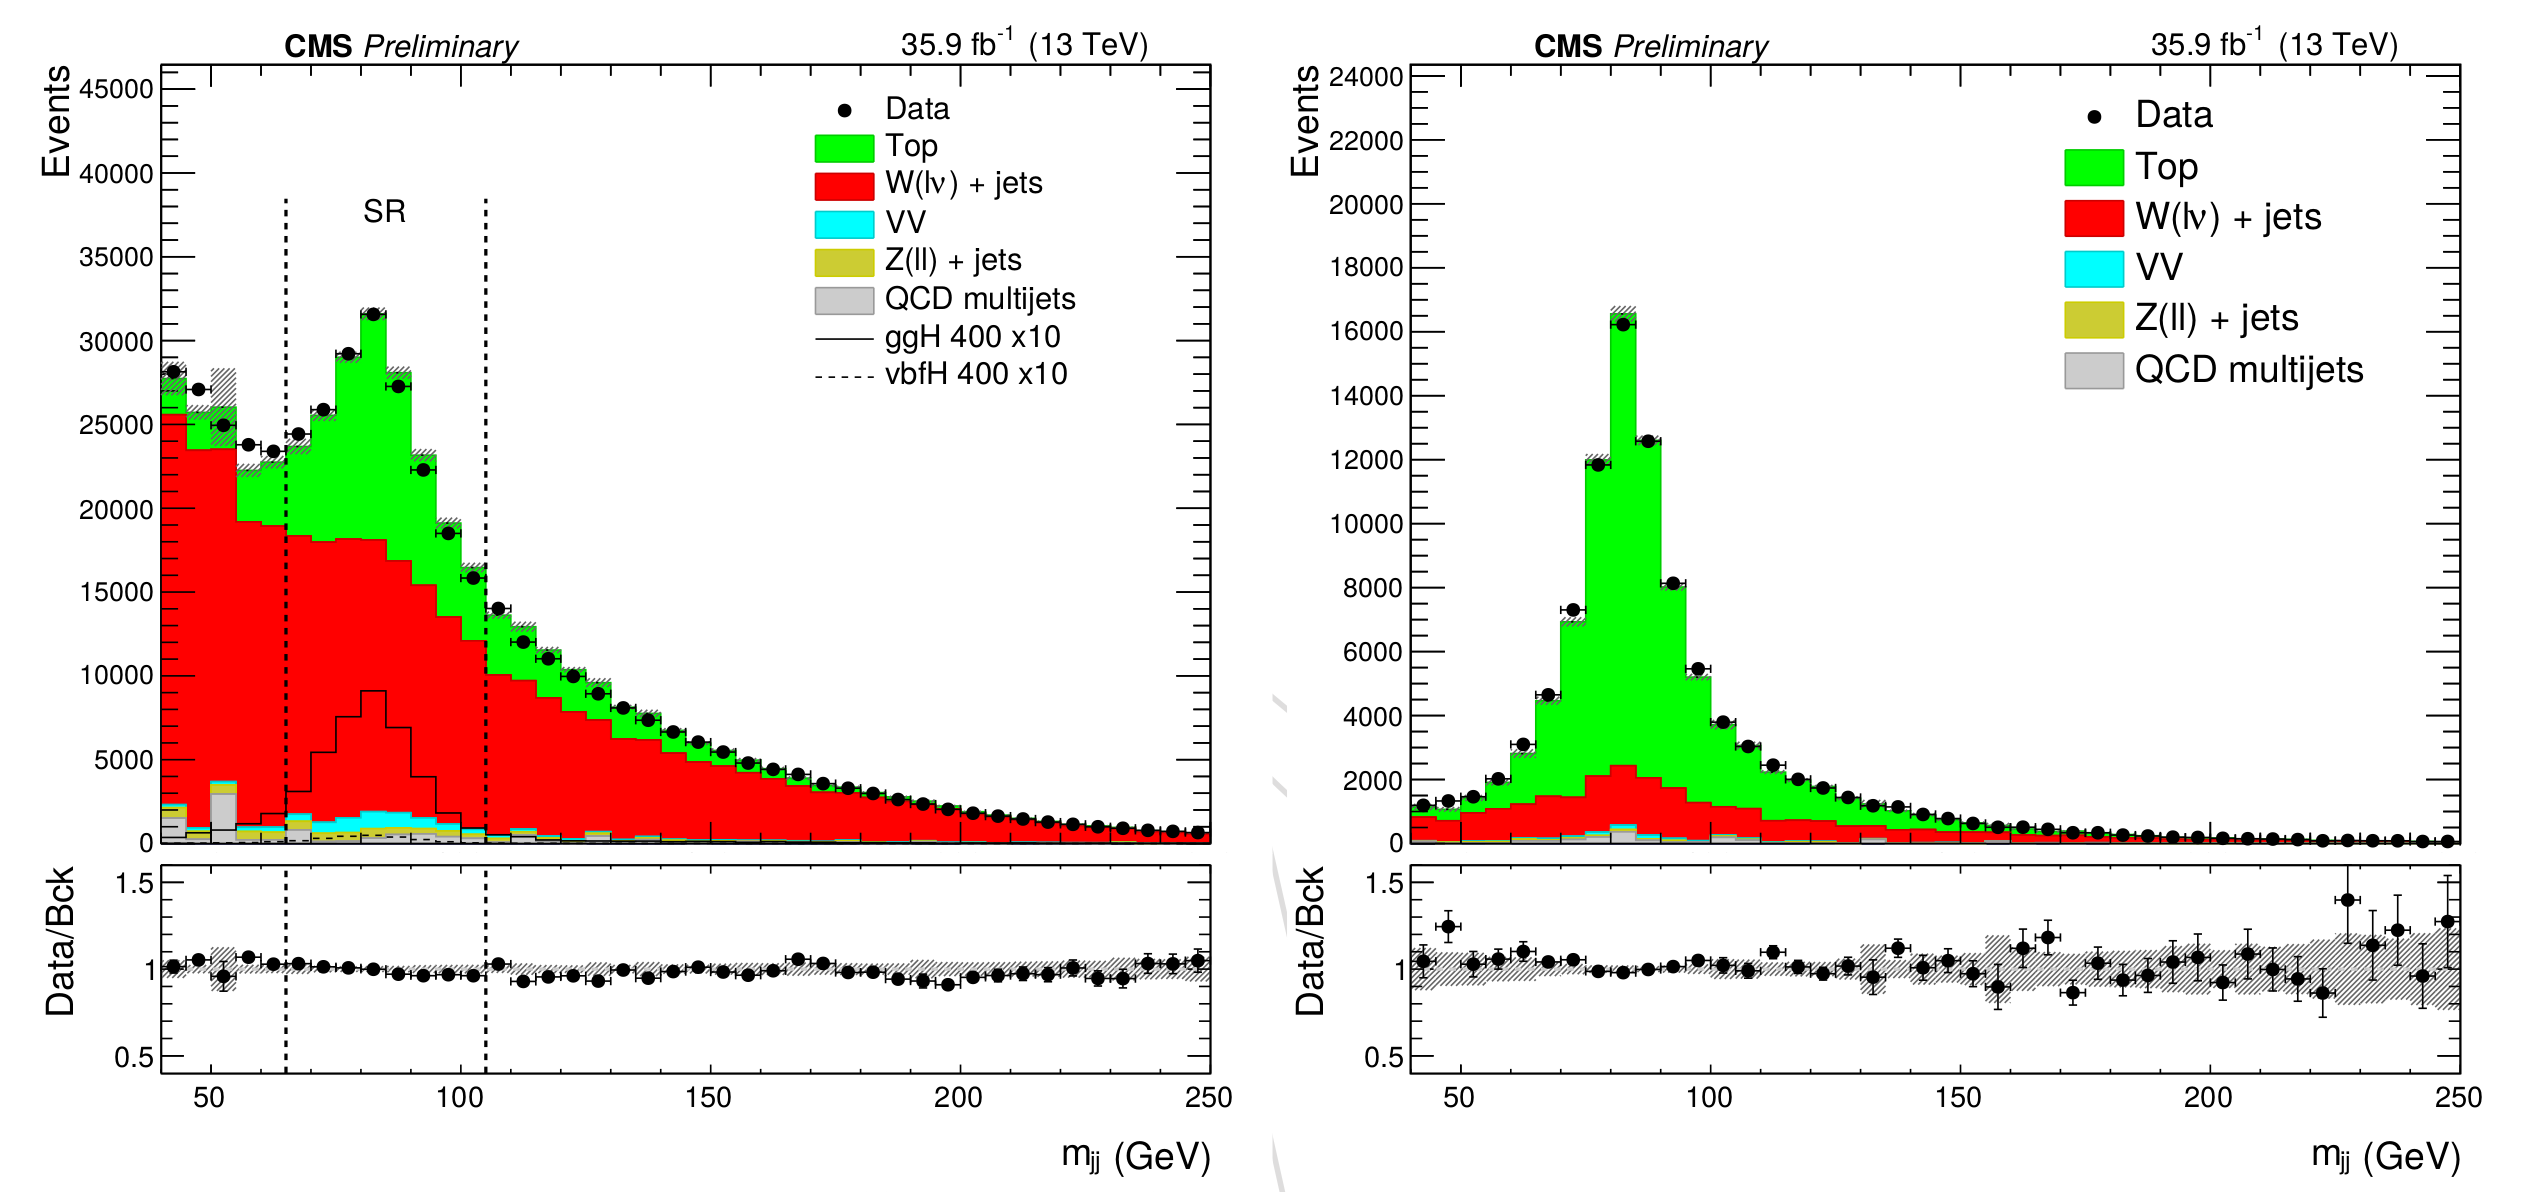 CMS Preliminary
35.9 fb⁻¹ (13 TeV)
Events
45000
40000
35000
30000
25000
20000
15000
10000
5000
0
SR
Data
Top
W(lν) + jets
VV
Z(ll) + jets
QCD multijets
ggH 400 x10
vbfH 400 x10
Data/Bck
1.5
1
0.5
50 100 150 200 250
m_jj (GeV)
CMS Preliminary
35.9 fb⁻¹ (13 TeV)
Events
24000
22000
20000
18000
16000
14000
12000
10000
8000
6000
4000
2000
0
Data
Top
W(lν) + jets
VV
Z(ll) + jets
QCD multijets
Data/Bck
1.5
1
0.5
50 100 150 200 250
m_jj (GeV)